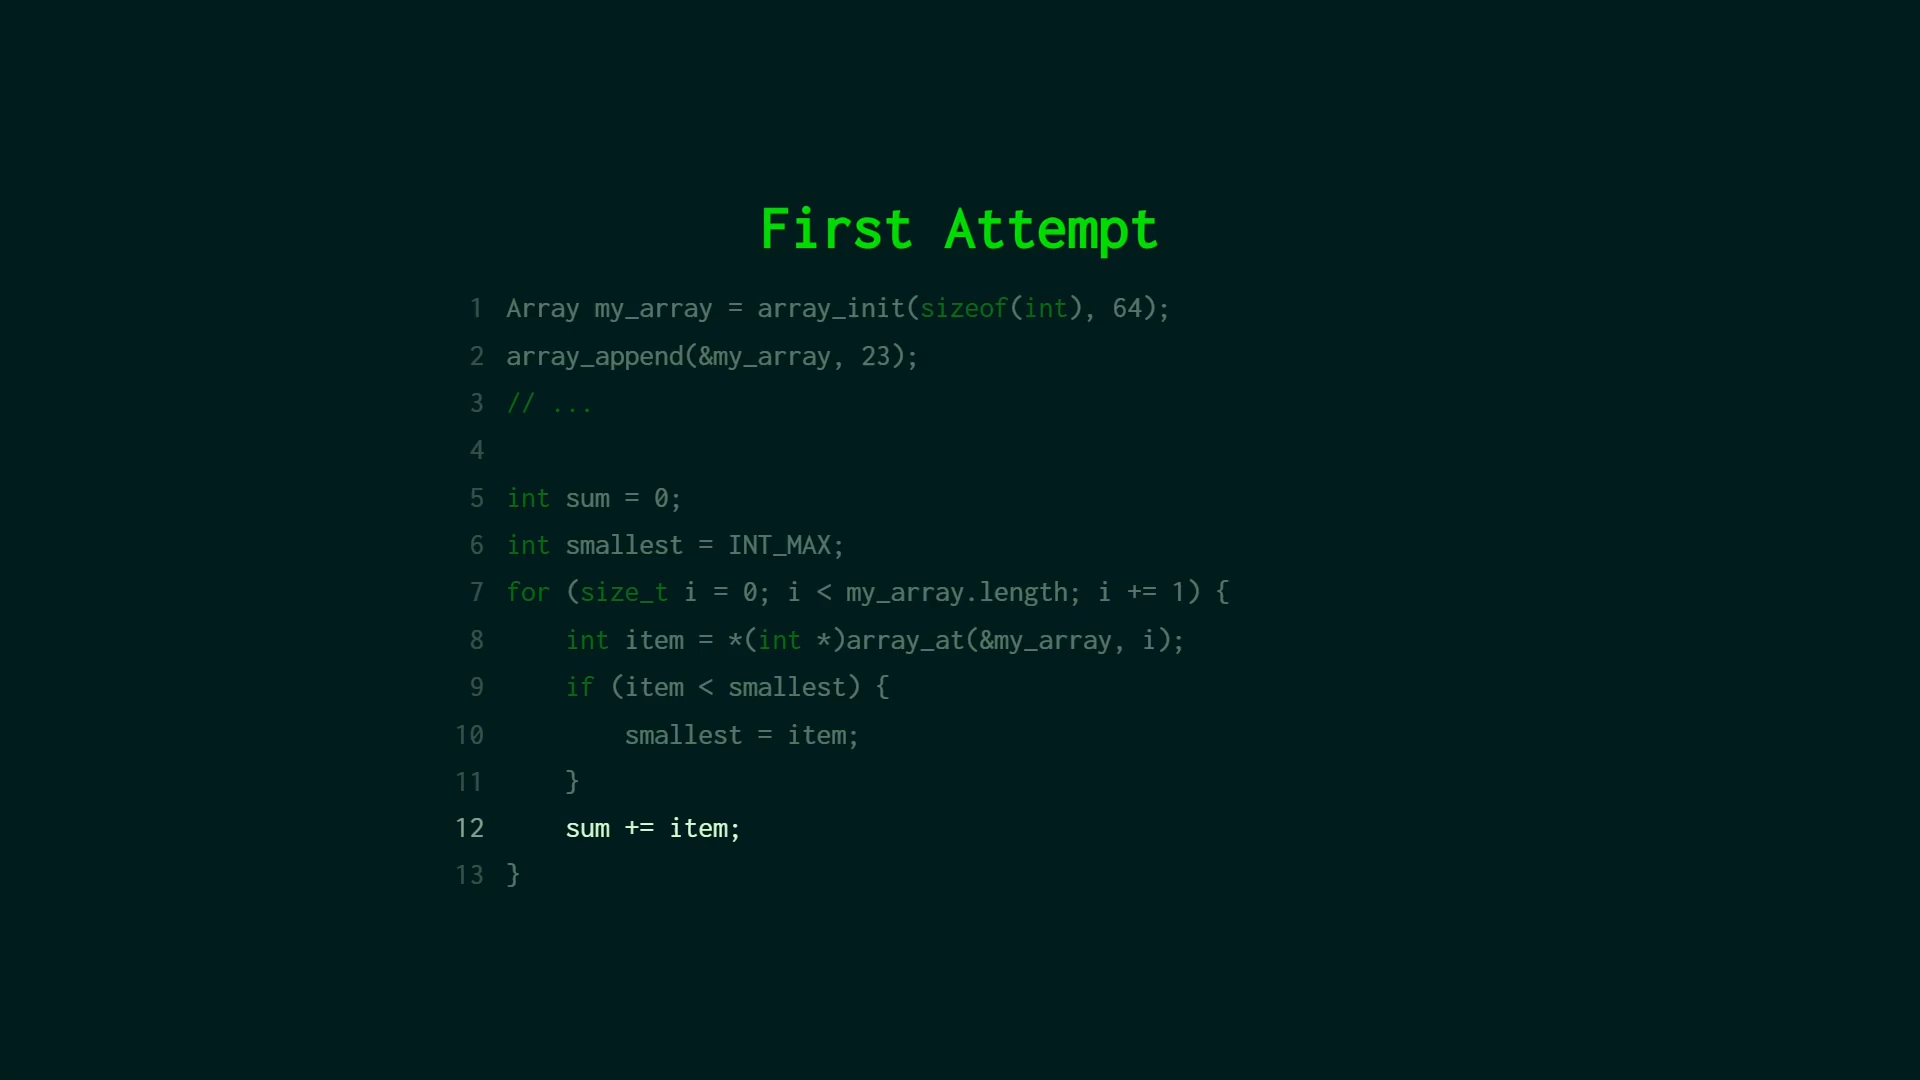 First Attempt
1 Array my_array = array_init(sizeof(int), 64);
2 array_append(&my_array, 23);
3 // ...
4
5 int sum = 0;
6 int smallest = INT_MAX;
7 for (size_t i = 0; i < my_array.length; i += 1) {
8     int item = *(int *)array_at(&my_array, i);
9     if (item < smallest) {
10         smallest = item;
11     }
12     sum += item;
13 }